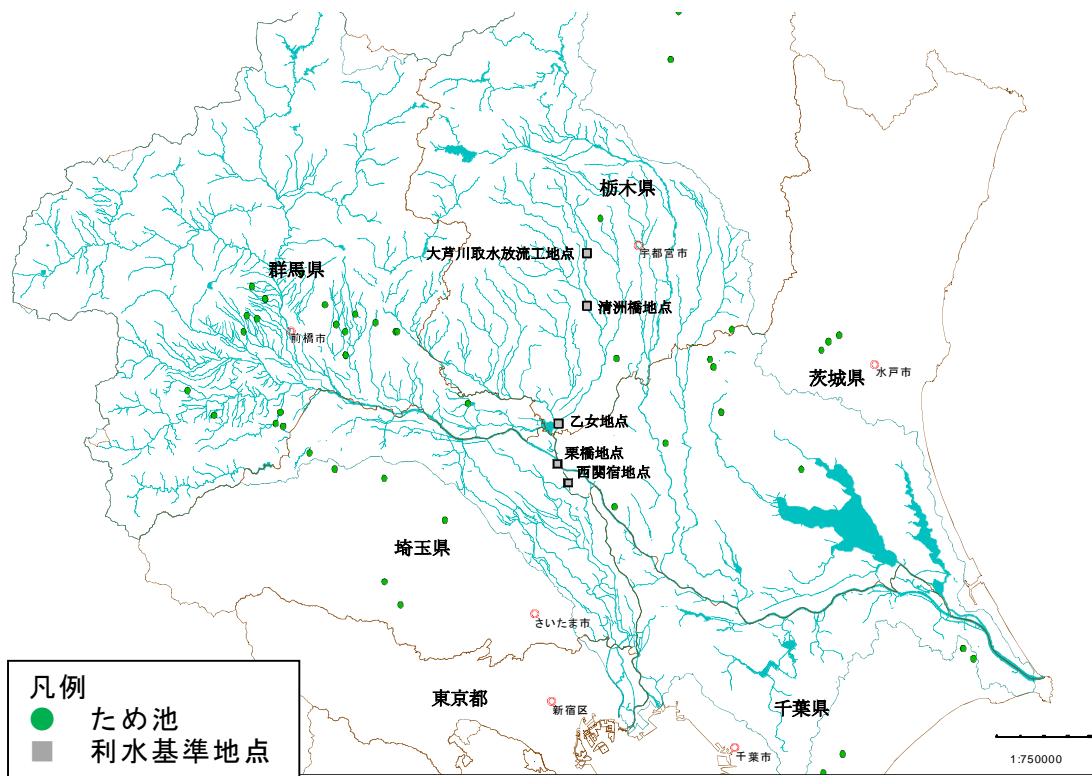 栃木県
大芦川取水放流工地点
宇都宮市
群馬県
清洲橋地点
前橋市
茨城県
水戸市
乙女地点
栗橋地点
西関宿地点
埼玉県
さいたま市
東京都
新宿区
千葉県
千葉市
凡例
ため池
利水基準地点
1:750000